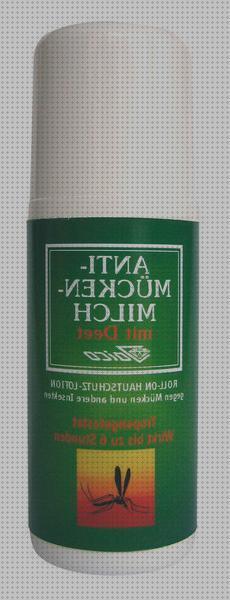 ANTI-
MÜCKEN-
MILCH
mit Deet
Jaico
ROLL-ON HAUTSCHUTZ-LOTION
gegen Mücken und andere Insekten
Tropengetestet
Wirkt bis zu 6 Stunden